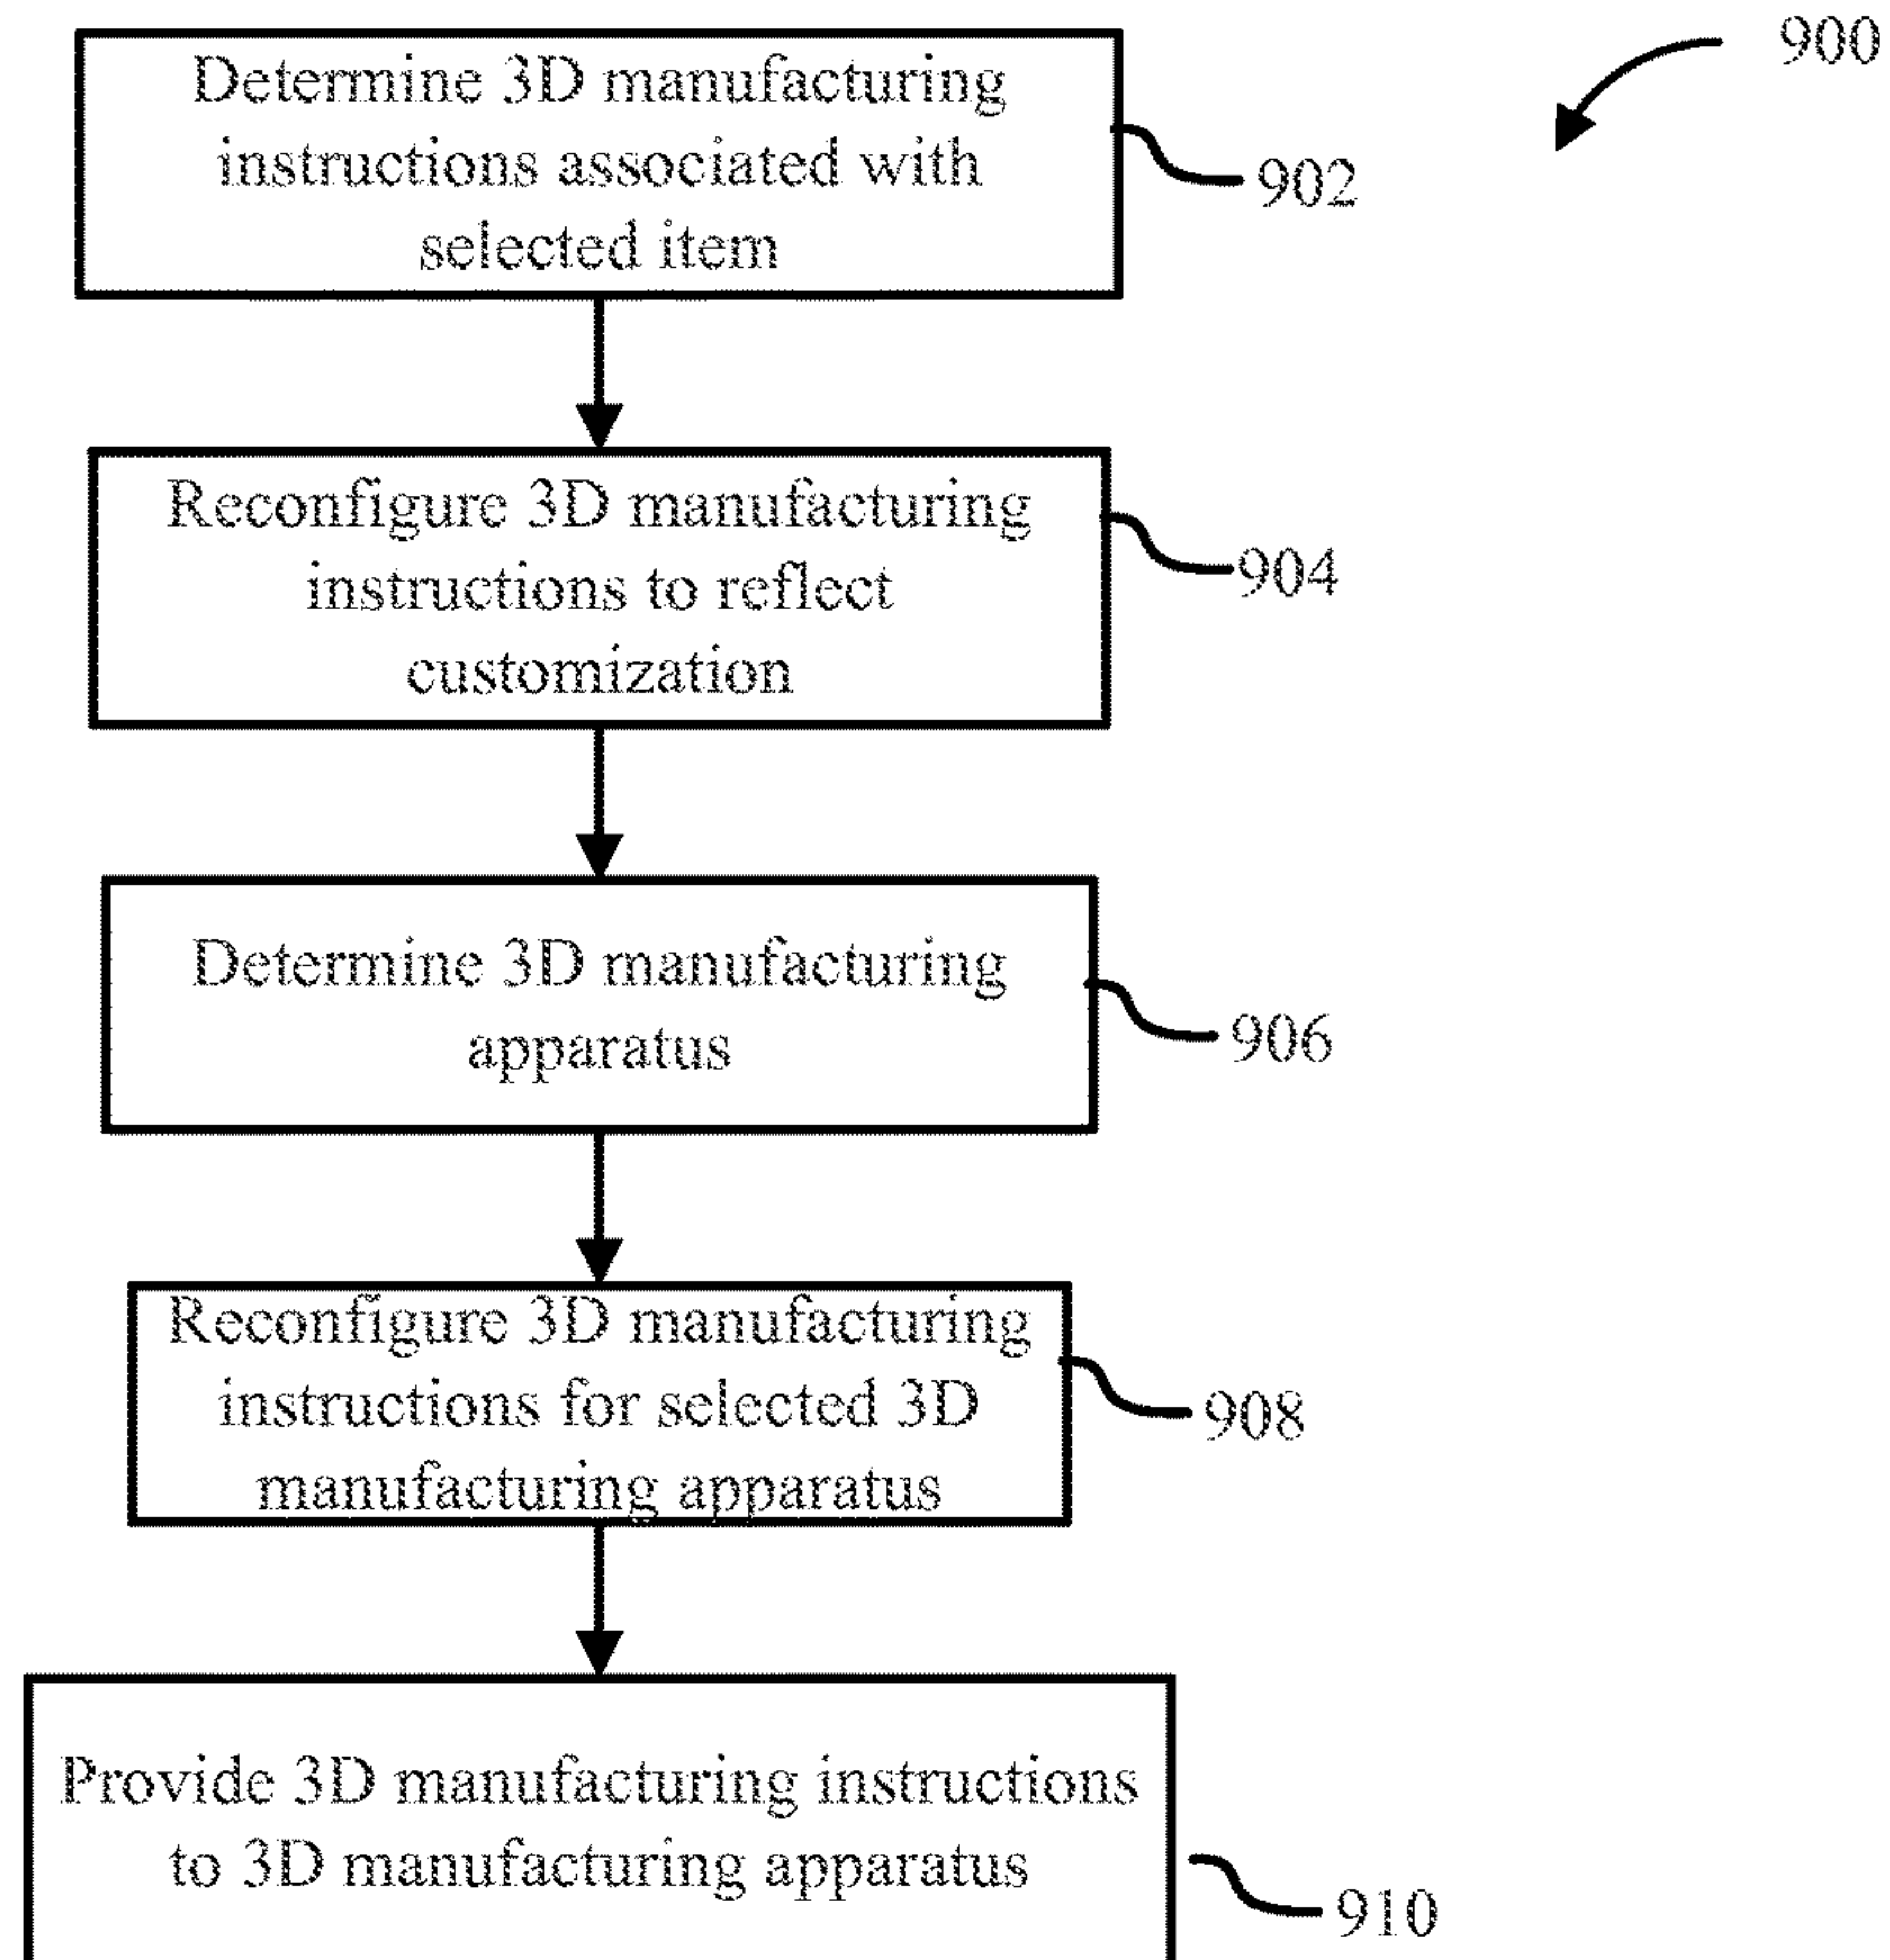 900
Determine 3D manufacturing
instructions associated with
selected item
902
Reconfigure 3D manufacturing
instructions to reflect
customization
904
Determine 3D manufacturing
apparatus
906
Reconfigure 3D manufacturing
instructions for selected 3D
manufacturing apparatus
908
Provide 3D manufacturing instructions
to 3D manufacturing apparatus
910